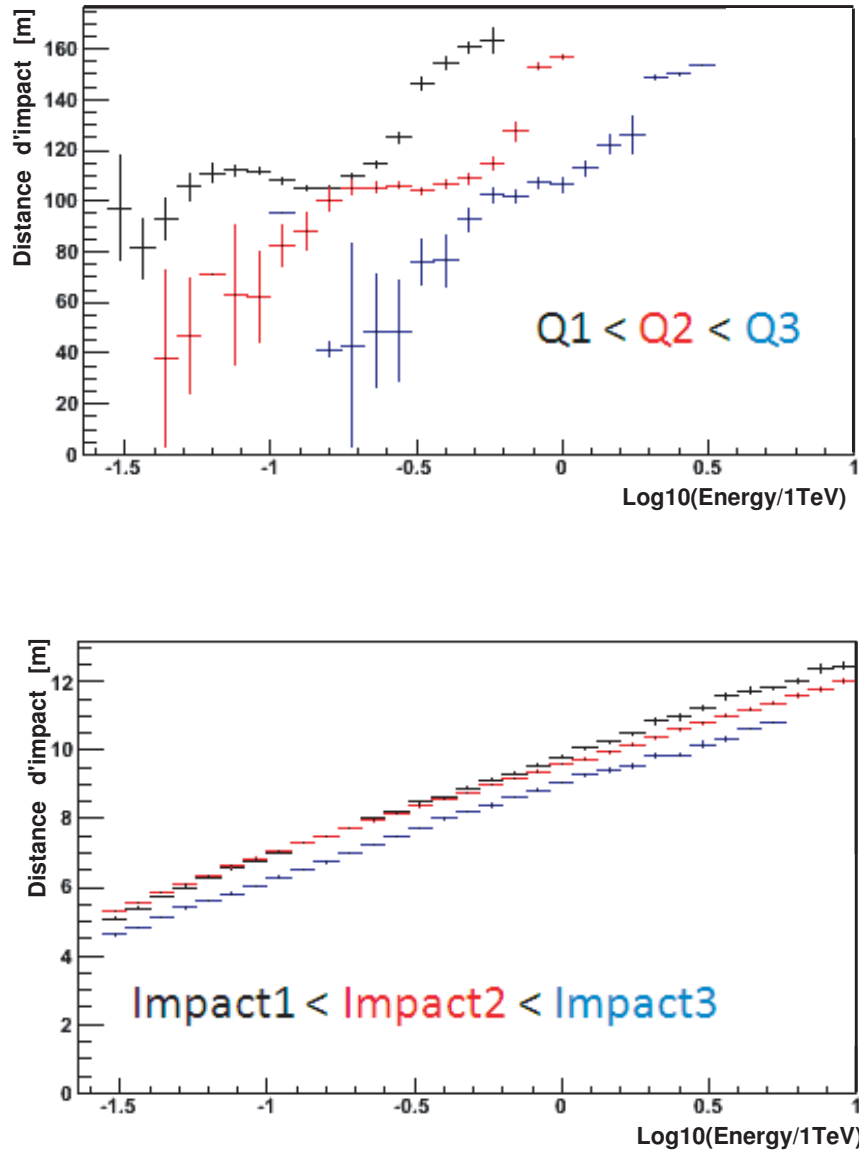 Distance d'impact [m]
160
140
120
100
80
60
40
20
0
Q1 < Q2 < Q3
-1.5 -1 -0.5 0 0.5 1
Log10(Energy/1TeV)
Distance d'impact [m]
12
10
8
6
4
2
0
Impact1 < Impact2 < Impact3
-1.5 -1 -0.5 0 0.5 1
Log10(Energy/1TeV)